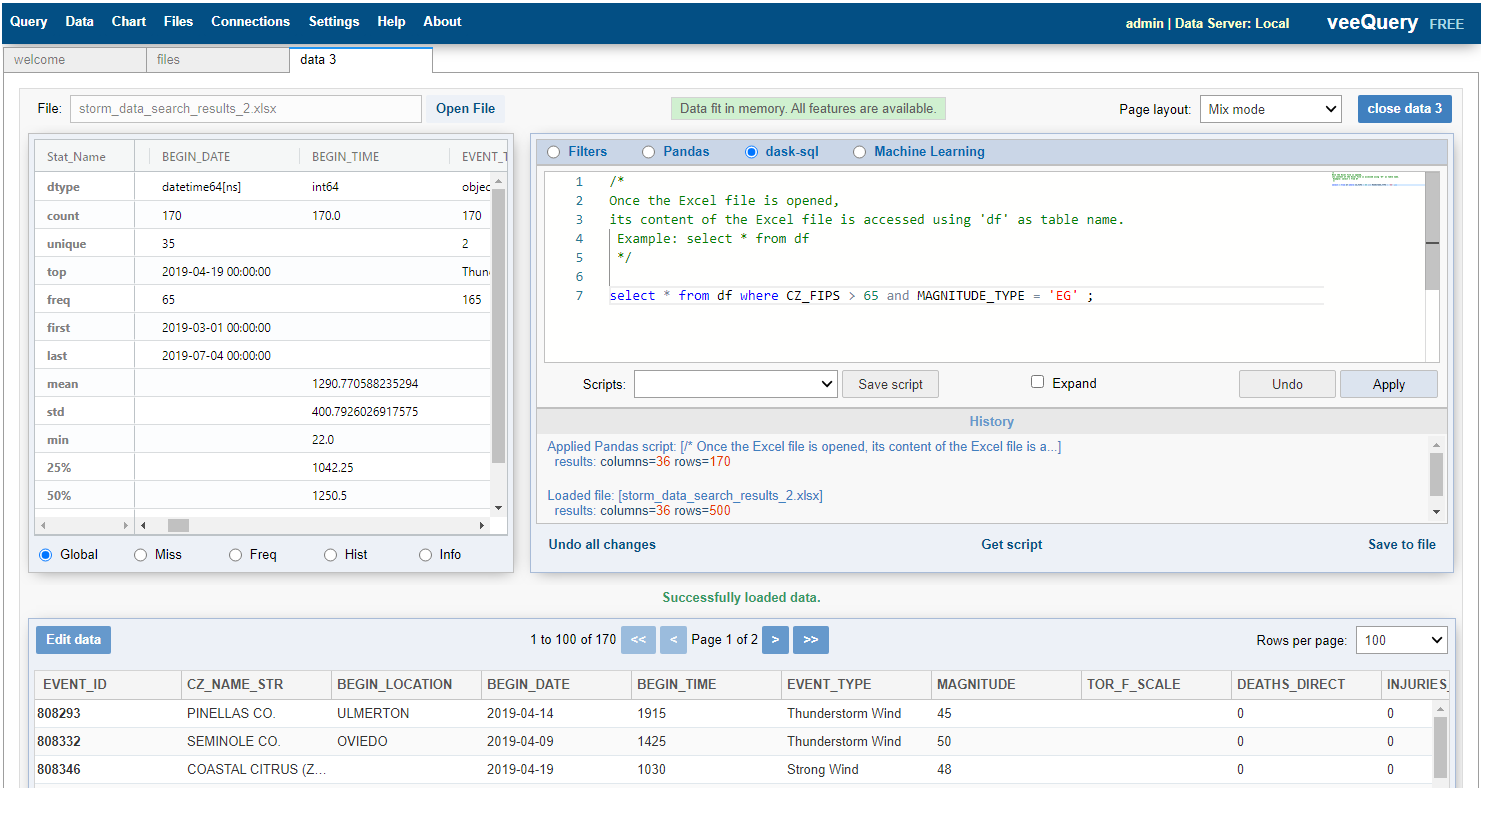 Query Data Chart Files Connections Settings Help About admin | Data Server: Local veeQuery FREE
welcome files data 3
File: storm_data_search_results_2.xlsx Open File Data fit in memory. All features are available. Page layout: Mix mode close data 3
Stat_Name BEGIN_DATE BEGIN_TIME EVENT_T
dtype datetime64[ns] int64 objec
count 170 170.0 170
unique 35 2
top 2019-04-19 00:00:00 Thun
freq 65 165
first 2019-03-01 00:00:00
last 2019-07-04 00:00:00
mean 1290.770588235294
std 400.7926026917575
min 22.0
25% 1042.25
50% 1250.5
Global Miss Freq Hist Info
Filters Pandas dask-sql Machine Learning
1 /*
2 Once the Excel file is opened,
3 its content of the Excel file is accessed using 'df' as table name.
4 Example: select * from df
5 */
6
7 select * from df where CZ_FIPS > 65 and MAGNITUDE_TYPE = 'EG' ;
Scripts: Save script Expand Undo Apply
History
Applied Pandas script: [/* Once the Excel file is opened, its content of the Excel file is a...]
results: columns=36 rows=170
Loaded file: [storm_data_search_results_2.xlsx]
results: columns=36 rows=500
Undo all changes Get script Save to file
Successfully loaded data.
Edit data 1 to 100 of 170 << < Page 1 of 2 > >> Rows per page: 100
EVENT_ID CZ_NAME_STR BEGIN_LOCATION BEGIN_DATE BEGIN_TIME EVENT_TYPE MAGNITUDE TOR_F_SCALE DEATHS_DIRECT INJURIES_
808293 PINELLAS CO. ULMERTON 2019-04-14 1915 Thunderstorm Wind 45 0 0
808332 SEMINOLE CO. OVIEDO 2019-04-09 1425 Thunderstorm Wind 50 0 0
808346 COASTAL CITRUS (Z... 2019-04-19 1030 Strong Wind 48 0 0